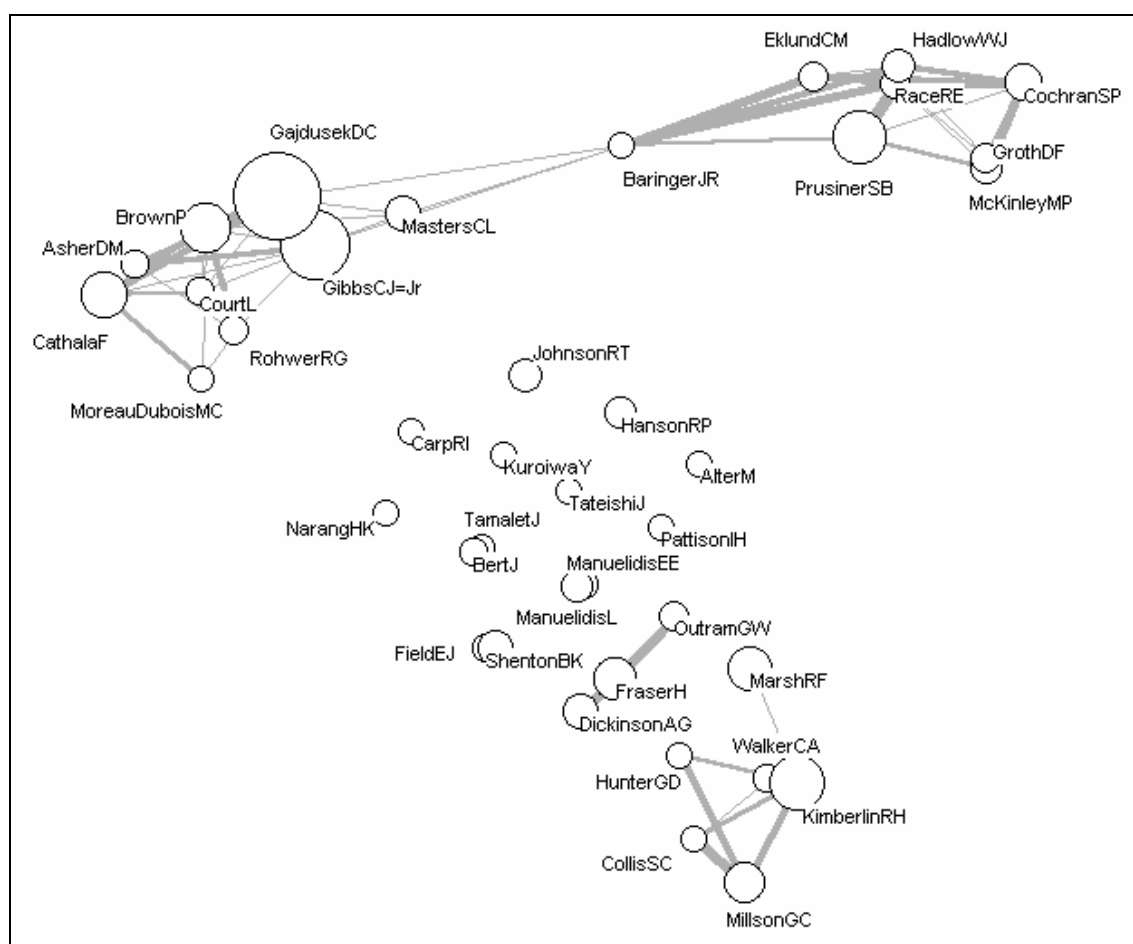 EklundCM
HadlowWJ
RaceRE
CochranSP
GajdusekDC
BaringerJR
PrusinerSB
GrothDF
McKinleyMP
BrownP
MastersCL
AsherDM
GibbsCJ=Jr
CourtL
CathalaF
RohwerRG
MoreauDuboisMC
JohnsonRT
HansonRP
CarpRI
KuroiwaY
AlterM
TateishiJ
NarangHK
TamaletJ
PattisonIH
BertJ
ManuelidisEE
ManuelidisL
OutramGW
FieldEJ
ShentonBK
FraserH
MarshRF
DickinsonAG
WalkerCA
HunterGD
KimberlinRH
CollisSC
MillsonGC